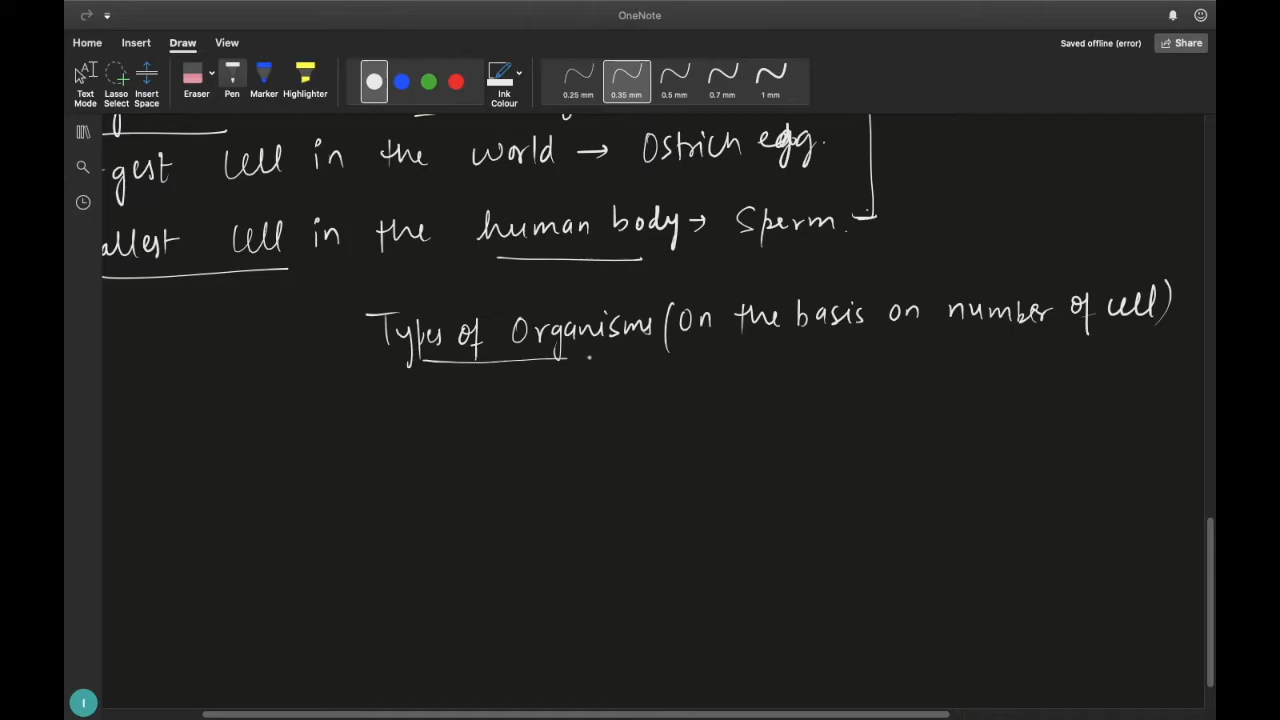 OneNote
Home Insert Draw View
Saved offline (error) Share
Text Mode Lasso Select Insert Space Eraser Pen Marker Highlighter Ink Colour 0.25 mm 0.35 mm 0.5 mm 0.7 mm 1 mm
gest cell in the world → Ostrich egg.
allest cell in the human body → Sperm.
Types of Organisms (On the basis on number of cell)
I